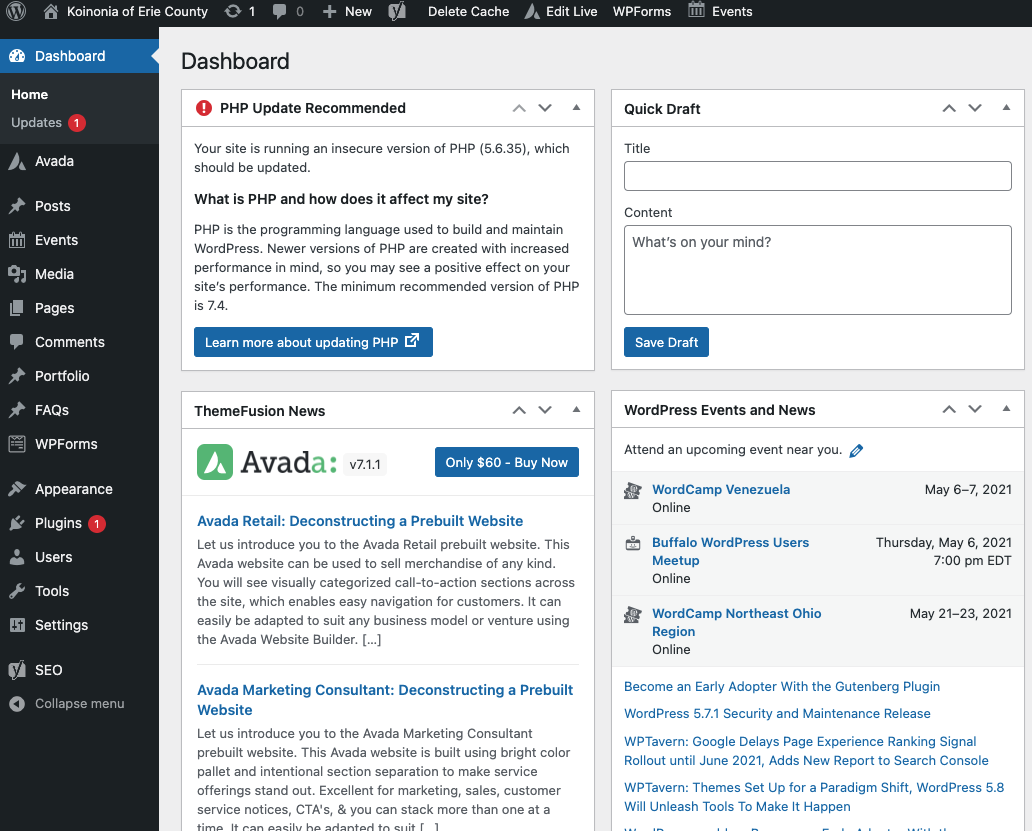 Koinonia of Erie County 1 0 New Delete Cache Edit Live WPForms Events
Dashboard
Home
Updates 1
Avada
Posts
Events
Media
Pages
Comments
Portfolio
FAQs
WPForms
Appearance
Plugins 1
Users
Tools
Settings
SEO
Collapse menu
Dashboard
PHP Update Recommended
Your site is running an insecure version of PHP (5.6.35), which
should be updated.
What is PHP and how does it affect my site?
PHP is the programming language used to build and maintain
WordPress. Newer versions of PHP are created with increased
performance in mind, so you may see a positive effect on your
site's performance. The minimum recommended version of PHP
is 7.4.
Learn more about updating PHP
Quick Draft
Title
Content
What's on your mind?
Save Draft
ThemeFusion News
Avada: v7.1.1 Only $60 - Buy Now
Avada Retail: Deconstructing a Prebuilt Website
Let us introduce you to the Avada Retail prebuilt website. This
Avada website can be used to sell merchandise of any kind.
You will see visually categorized call-to-action sections across
the site, which enables easy navigation for customers. It can
easily be adapted to suit any business model or venture using
the Avada Website Builder. […]
Avada Marketing Consultant: Deconstructing a Prebuilt
Website
Let us introduce you to the Avada Marketing Consultant
prebuilt website. This Avada website is built using bright color
pallet and intentional section separation to make service
offerings stand out. Excellent for marketing, sales, customer
service notices, CTA's, & you can stack more than one at a
time. It can easily be adapted to suit […]
WordPress Events and News
Attend an upcoming event near you.
WordCamp Venezuela May 6–7, 2021
Online
Buffalo WordPress Users Thursday, May 6, 2021
Meetup 7:00 pm EDT
Online
WordCamp Northeast Ohio May 21–23, 2021
Region
Online
Become an Early Adopter With the Gutenberg Plugin
WordPress 5.7.1 Security and Maintenance Release
WPTavern: Google Delays Page Experience Ranking Signal
Rollout until June 2021, Adds New Report to Search Console
WPTavern: Themes Set Up for a Paradigm Shift, WordPress 5.8
Will Unleash Tools To Make It Happen